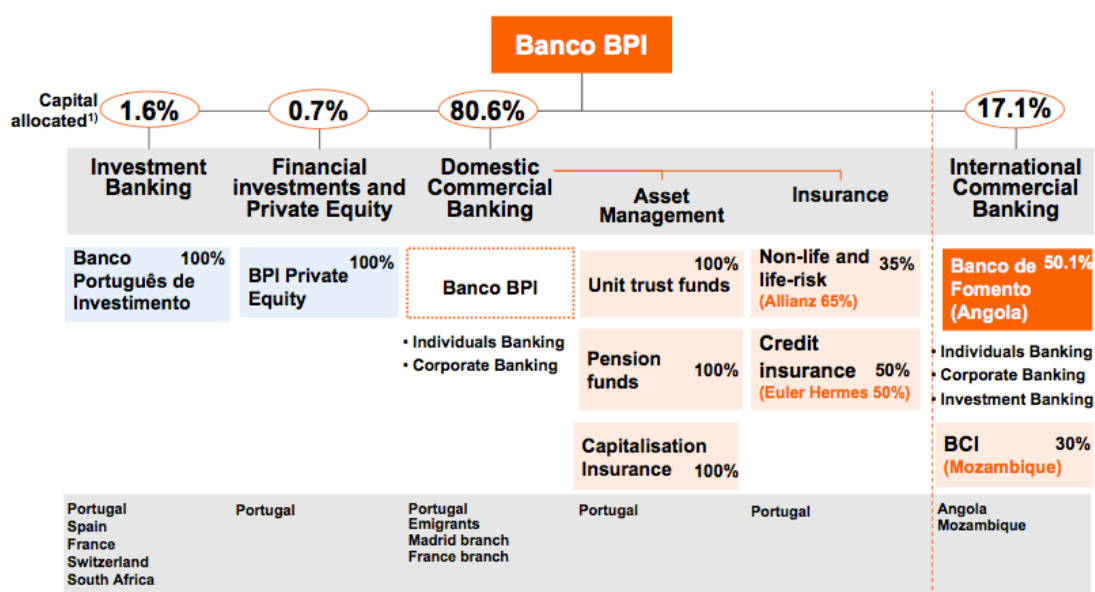 Banco BPI
Capital
allocated1)
1.6%
0.7%
80.6%
17.1%
Investment
Banking
Financial
investments and
Private Equity
Domestic
Commercial
Banking
Asset
Management
Insurance
International
Commercial
Banking
Banco 100%
Português de
Investimento
100%
BPI Private
Equity
Banco BPI
• Individuals Banking
• Corporate Banking
100%
Unit trust funds
Pension
funds 100%
Capitalisation
Insurance 100%
Non-life and
life-risk 35%
(Allianz 65%)
Credit
insurance 50%
(Euler Hermes 50%)
Banco de 50.1%
Fomento
(Angola)
• Individuals Banking
• Corporate Banking
• Investment Banking
BCI 30%
(Mozambique)
Portugal
Spain
France
Switzerland
South Africa
Portugal
Portugal
Emigrants
Madrid branch
France branch
Portugal
Portugal
Angola
Mozambique